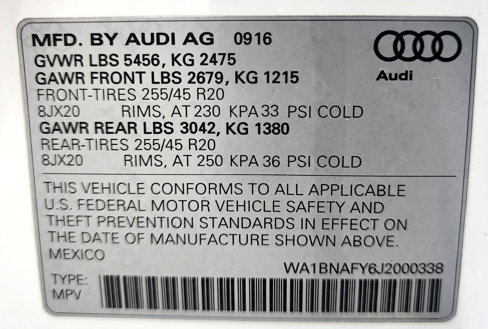 MFD. BY AUDI AG 0916
GVWR LBS 5456, KG 2475
GAWR FRONT LBS 2679, KG 1215
Audi
FRONT-TIRES 255/45 R20
8JX20 RIMS, AT 230 KPA 33 PSI COLD
GAWR REAR LBS 3042, KG 1380
REAR-TIRES 255/45 R20
8JX20 RIMS, AT 250 KPA 36 PSI COLD
THIS VEHICLE CONFORMS TO ALL APPLICABLE
U.S. FEDERAL MOTOR VEHICLE SAFETY AND
THEFT PREVENTION STANDARDS IN EFFECT ON
THE DATE OF MANUFACTURE SHOWN ABOVE.
MEXICO
WA1BNAFY6J2000338
TYPE:
MPV